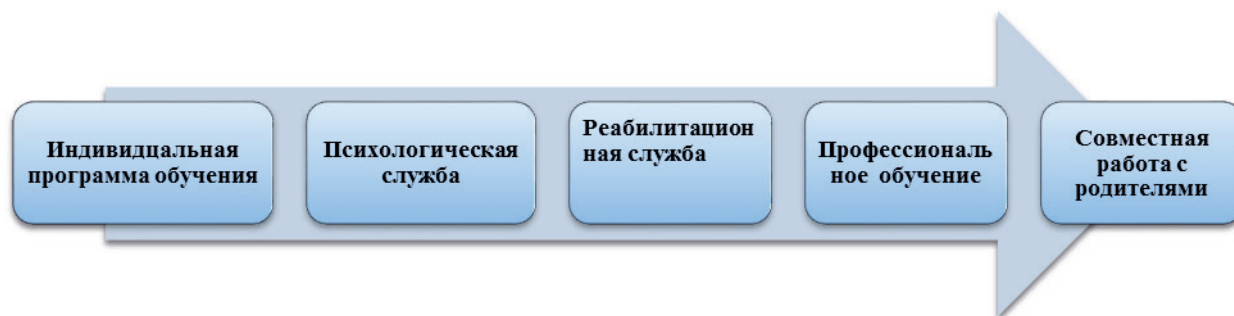 Индивидцальная
программа обучения
Психологическая
служба
Реабилитацион
ная служба
Профессиональ
ное обучение
Совместная
работа с
родителями